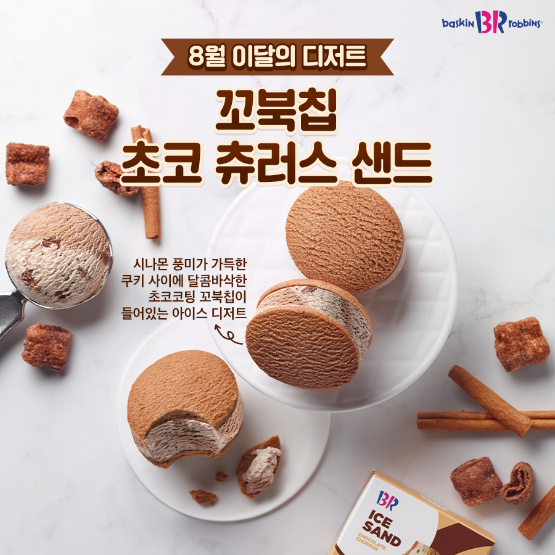 baskin BR robbins
8월 이달의 디저트
꼬북칩
초코 츄러스 샌드
시나몬 풍미가 가득한
쿠키 사이에 달콤바삭한
초코코팅 꼬북칩이
들어있는 아이스 디저트
BR
ICE
SAND